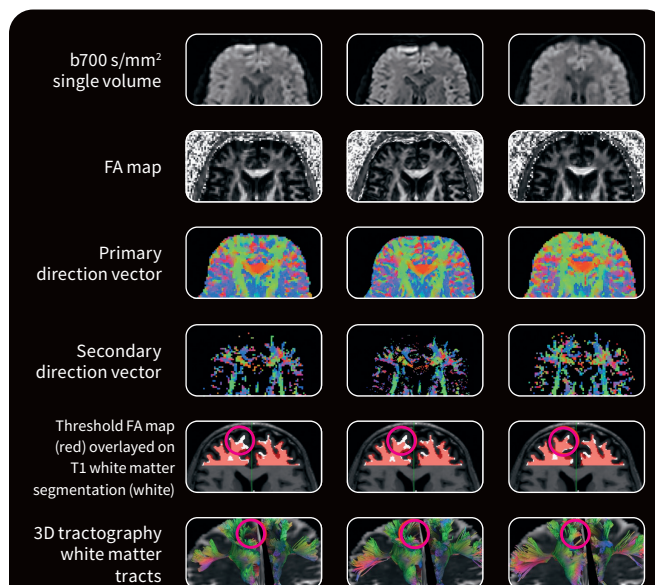 b700 s/mm²
single volume
FA map
Primary
direction vector
Secondary
direction vector
Threshold FA map
(red) overlayed on
T1 white matter
segmentation (white)
3D tractography
white matter
tracts